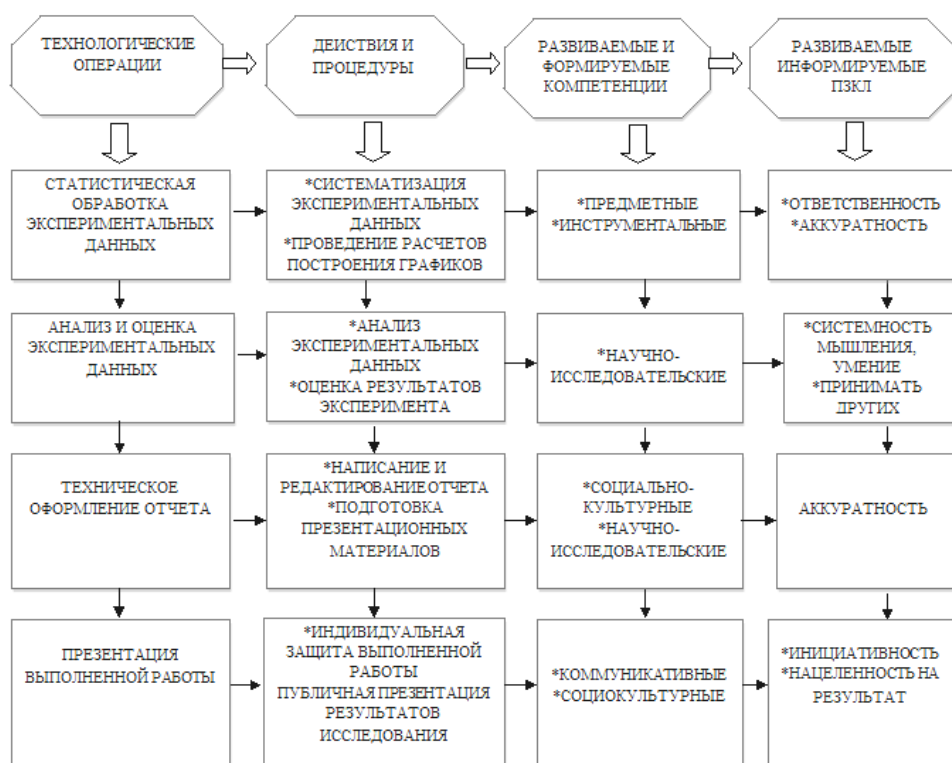 ТЕХНОЛОГИЧЕСКИЕ
ОПЕРАЦИИ
ДЕЙСТВИЯ И
ПРОЦЕДУРЫ
РАЗВИВАЕМЫЕ И
ФОРМИРУЕМЫЕ
КОМПЕТЕНЦИИ
РАЗВИВАЕМЫЕ
ИНФОРМИРУЕМЫЕ
ПЗКЛ
СТАТИСТИЧЕСКАЯ
ОБРАБОТКА
ЭКСПЕРИМЕНТАЛЬНЫХ
ДАННЫХ
*СИСТЕМАТИЗАЦИЯ
ЭКСПЕРИМЕНТАЛЬНЫХ
ДАННЫХ
*ПРОВЕДЕНИЕ РАСЧЕТОВ
ПОСТРОЕНИЯ ГРАФИКОВ
*ПРЕДМЕТНЫЕ
*ИНСТРУМЕНТАЛЬНЫЕ
*ОТВЕТСТВЕННОСТЬ
*АККУРАТНОСТЬ
АНАЛИЗ И ОЦЕНКА
ЭКСПЕРИМЕНТАЛЬНЫХ
ДАННЫХ
*АНАЛИЗ
ЭКСПЕРИМЕНТАЛЬНЫХ
ДАННЫХ
*ОЦЕНКА РЕЗУЛЬТАТОВ
ЭКСПЕРИМЕНТА
*НАУЧНО-
ИССЛЕДОВАТЕЛЬСКИЕ
*СИСТЕМНОСТЬ
МЫШЛЕНИЯ,
УМЕНИЕ
*ПРИНИМАТЬ
ДРУГИХ
ТЕХНИЧЕСКОЕ
ОФОРМЛЕНИЕ ОТЧЕТА
*НАПИСАНИЕ И
РЕДАКТИРОВАНИЕ ОТЧЕТА
*ПОДГОТОВКА
ПРЕЗЕНТАЦИОННЫХ
МАТЕРИАЛОВ
*СОЦИАЛЬНО-
КУЛЬТУРНЫЕ
*НАУЧНО-
ИССЛЕДОВАТЕЛЬСКИЕ
АККУРАТНОСТЬ
ПРЕЗЕНТАЦИЯ
ВЫПОЛНЕННОЙ РАБОТЫ
*ИНДИВИДУАЛЬНАЯ
ЗАЩИТА ВЫПОЛНЕННОЙ
РАБОТЫ
ПУБЛИЧНАЯ ПРЕЗЕНТАЦИЯ
РЕЗУЛЬТАТОВ
ИССЛЕДОВАНИЯ
*КОММУНИКАТИВНЫЕ
*СОЦИОКУЛЬТУРНЫЕ
*ИНИЦИАТИВНОСТЬ
*НАЦЕЛЕННОСТЬ НА
РЕЗУЛЬТАТ